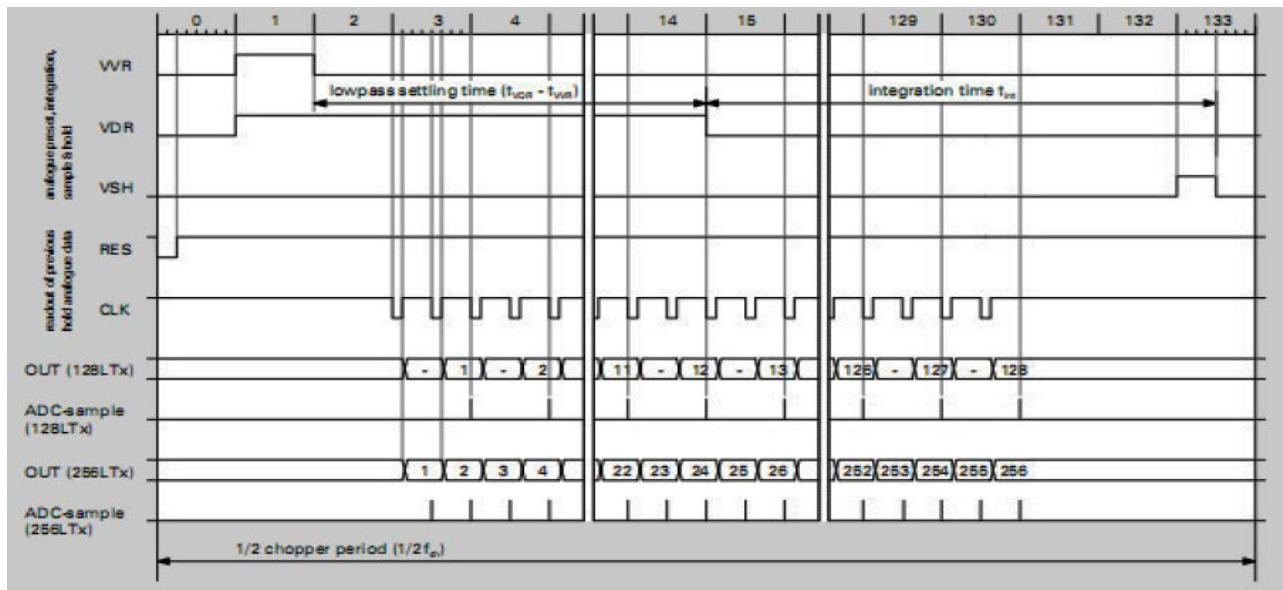 0 1 2 3 4 14 15 129 130 131 132 133
analogue preset, integration,
sample & hold
VVR
lowpass settling time (tVDR - tVVR)
integration time tint
VDR
VSH
readout of previous
hold analogue data
RES
CLK
OUT (128LTx) - 1 - 2 11 - 12 - 13 126 - 127 - 128
ADC-sample
(128LTx)
OUT (256LTx) 1 2 3 4 22 23 24 25 26 252 253 254 255 256
ADC-sample
(256LTx)
1/2 chopper period (1/2fch)